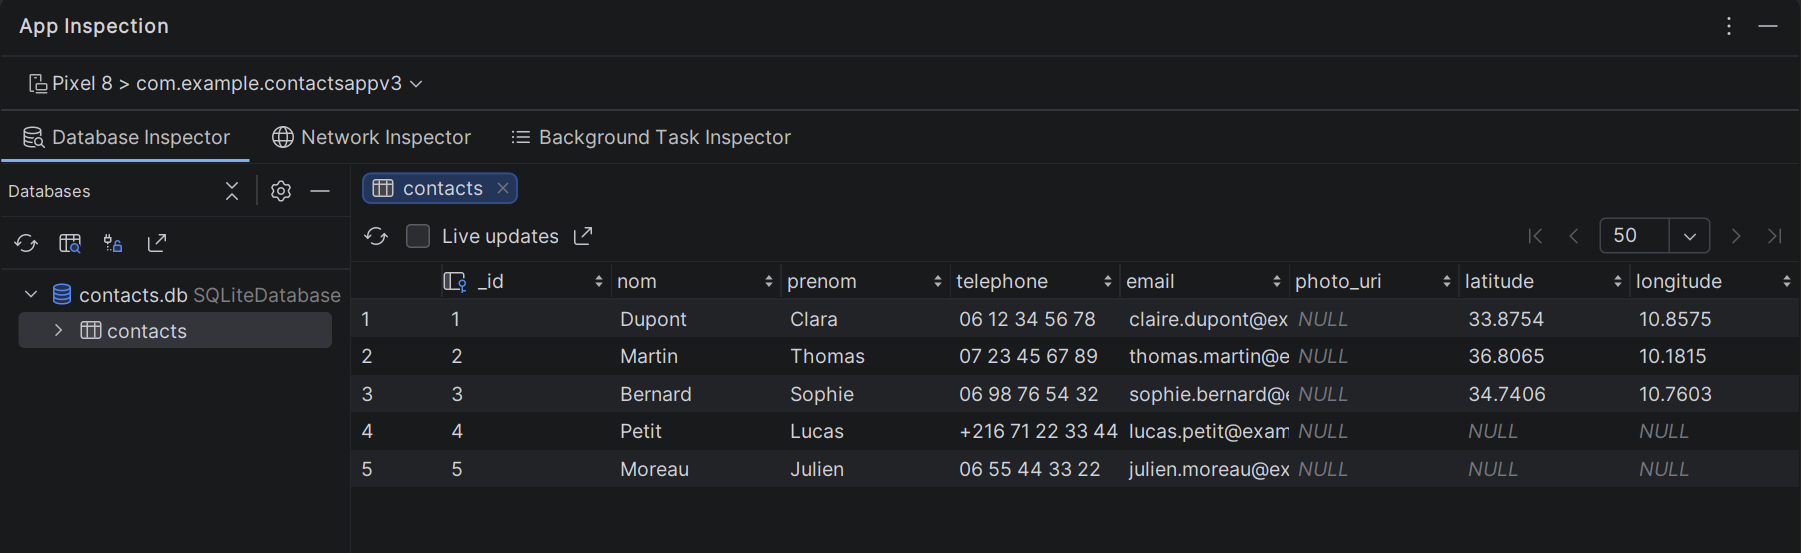 App Inspection
Pixel 8 > com.example.contactsappv3
Database Inspector Network Inspector Background Task Inspector
Databases
contacts
Live updates 50
contacts.db SQLiteDatabase
contacts
_id nom prenom telephone email photo_uri latitude longitude
1 1 Dupont Clara 06 12 34 56 78 claire.dupont@ex NULL 33.8754 10.8575
2 2 Martin Thomas 07 23 45 67 89 thomas.martin@e NULL 36.8065 10.1815
3 3 Bernard Sophie 06 98 76 54 32 sophie.bernard@e NULL 34.7406 10.7603
4 4 Petit Lucas +216 71 22 33 44 lucas.petit@exam NULL NULL NULL
5 5 Moreau Julien 06 55 44 33 22 julien.moreau@ex NULL NULL NULL